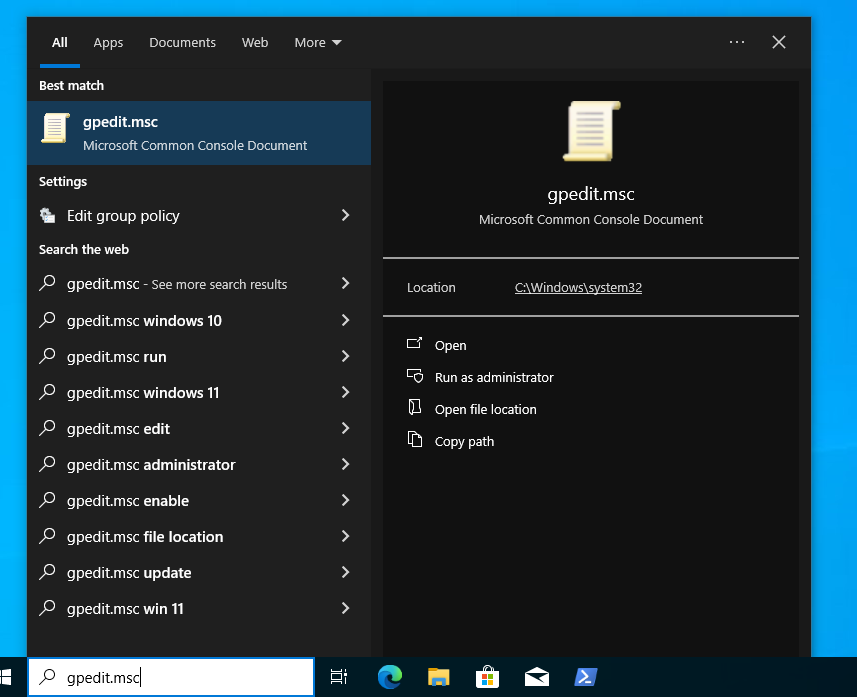 All Apps Documents Web More
Best match
gpedit.msc
Microsoft Common Console Document
Settings
Edit group policy
Search the web
gpedit.msc - See more search results
gpedit.msc windows 10
gpedit.msc run
gpedit.msc windows 11
gpedit.msc edit
gpedit.msc administrator
gpedit.msc enable
gpedit.msc file location
gpedit.msc update
gpedit.msc win 11
gpedit.msc
Microsoft Common Console Document
Location C:\Windows\system32
Open
Run as administrator
Open file location
Copy path
gpedit.msc